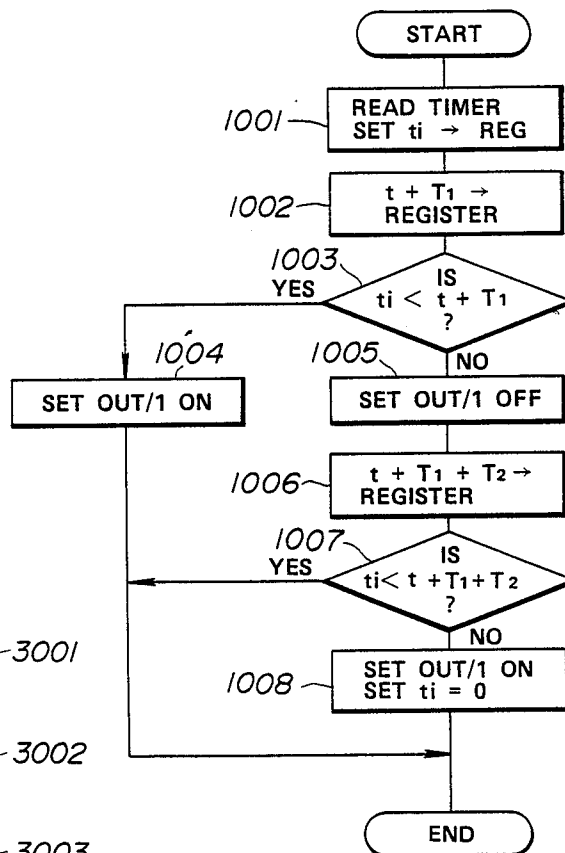 START
1001
READ TIMER
SET ti → REG
1002
t + T1 →
REGISTER
1003
YES
IS
ti < t + T1
?
NO
1004
SET OUT/1 ON
1005
SET OUT/1 OFF
1006
t + T1 + T2 →
REGISTER
1007
YES
IS
ti < t + T1 + T2
?
NO
3001
1008
SET OUT/1 ON
SET ti = 0
3002
END
3003